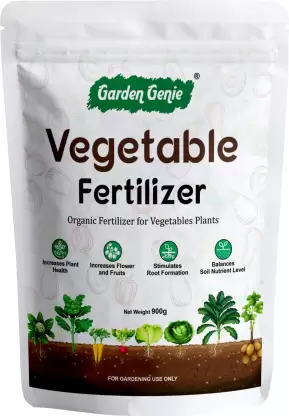 Garden Genie®
Vegetable
Fertilizer
Organic Fertilizer for Vegetables Plants
Increases Plant
Health
Increases Flower
and Fruits
Stimulates
Root Formation
Balances
Soil Nutrient Level
Net Weight 900g
FOR GARDENING USE ONLY